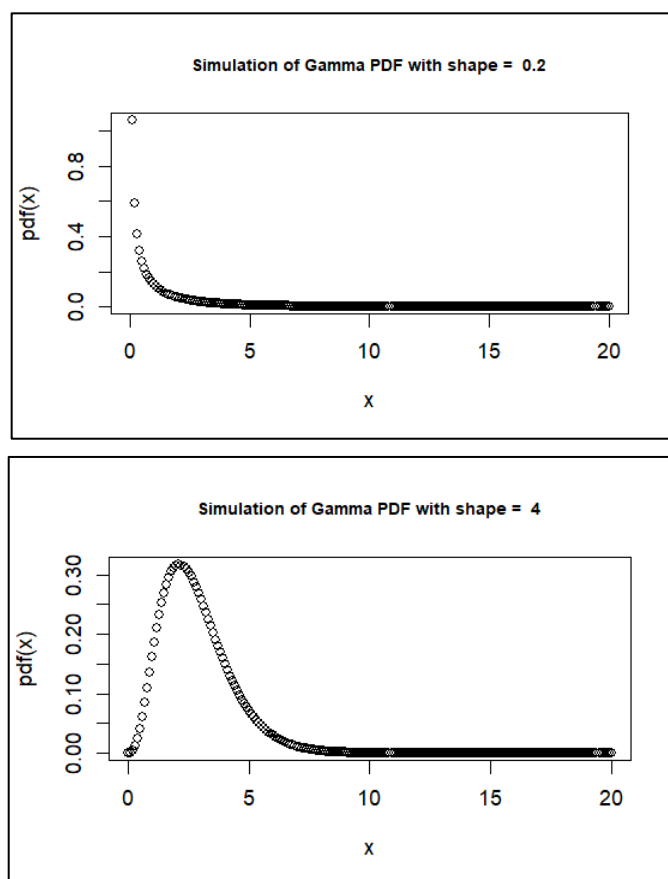 Simulation of Gamma PDF with shape =  0.2
pdf(x)
0.8
0.4
0.0
0 5 10 15 20
x
Simulation of Gamma PDF with shape =  4
pdf(x)
0.30
0.20
0.10
0.00
0 5 10 15 20
x